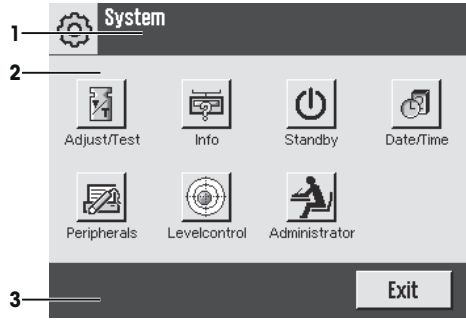 System
1
2
Adjust/Test Info Standby Date/Time
Peripherals Levelcontrol Administrator
3
Exit